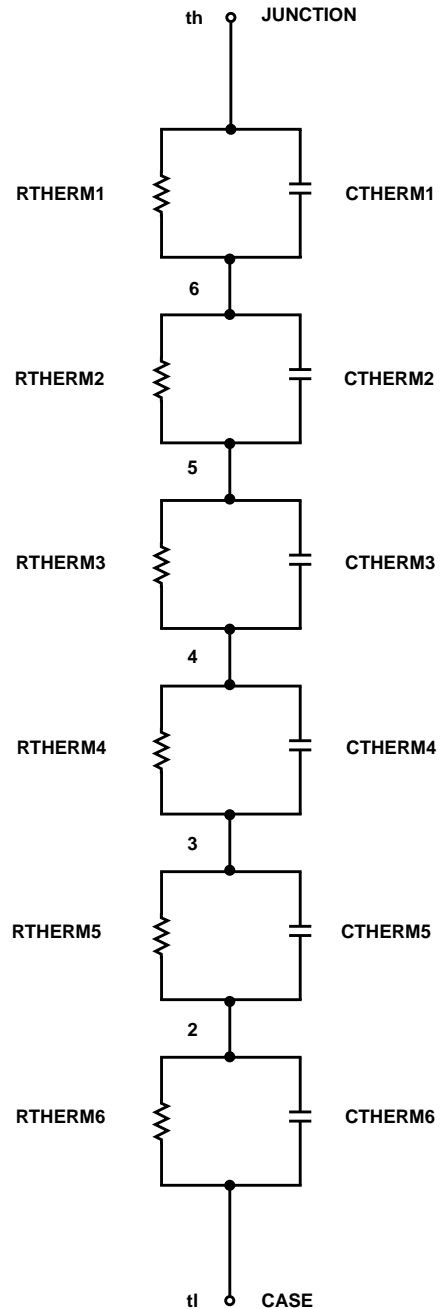 th JUNCTION
RTHERM1 CTHERM1
6
RTHERM2 CTHERM2
5
RTHERM3 CTHERM3
4
RTHERM4 CTHERM4
3
RTHERM5 CTHERM5
2
RTHERM6 CTHERM6
tl CASE